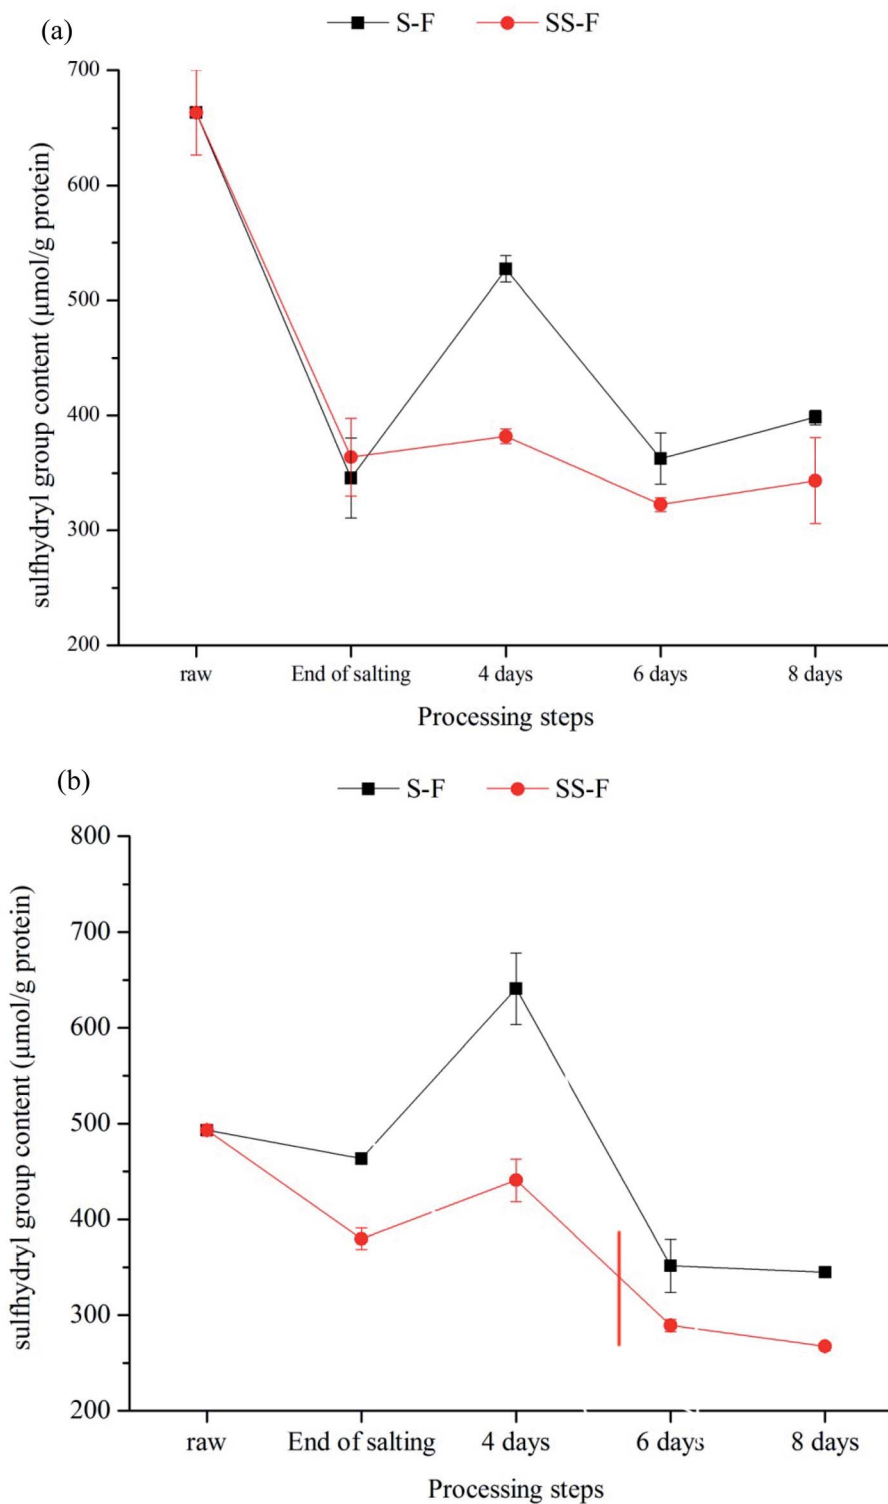 (a)
S-F
SS-F
700
600
500
400
300
200
sulfhydryl group content (μmol/g protein)
raw
End of salting
4 days
6 days
8 days
Processing steps
(b)
S-F
SS-F
800
700
600
500
400
300
200
sulfhydryl group content (μmol/g protein)
raw
End of salting
4 days
6 days
8 days
Processing steps